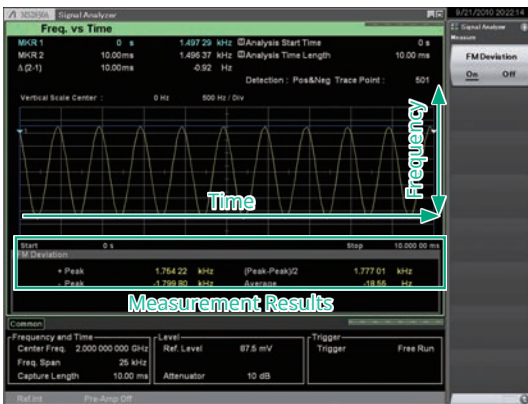 MS2690A Signal Analyzer 9/21/2010 20:22:14
Freq. vs Time
MKR 1 0 s 1.497 29 kHz Analysis Start Time 0 s
MKR 2 10.00ms 1.496 37 kHz Analysis Time Length 10.00 ms
Δ (2-1) 10.00ms -0.92 Hz
Detection : Pos&Neg Trace Point : 501
Vertical Scale Center : 0 Hz 500 Hz / Div
Signal Analyzer
Measure
FM Deviation
On Off
Frequency
1
Time
Start 0 s Stop 10.000 00 ms
FM Deviation
+ Peak 1.754 22 kHz (Peak-Peak)/2 1.777 01 kHz
- Peak -1.799 80 kHz Average -18.56 Hz
Measurement Results
Common
Frequency and Time
Center Freq. 2.000 000 000 GHz
Freq. Span 25 kHz
Capture Length 10.00 ms
Level
Ref. Level 87.5 mV
Attenuator 10 dB
Trigger
Trigger Free Run
Ref.Int Pre-Amp Off